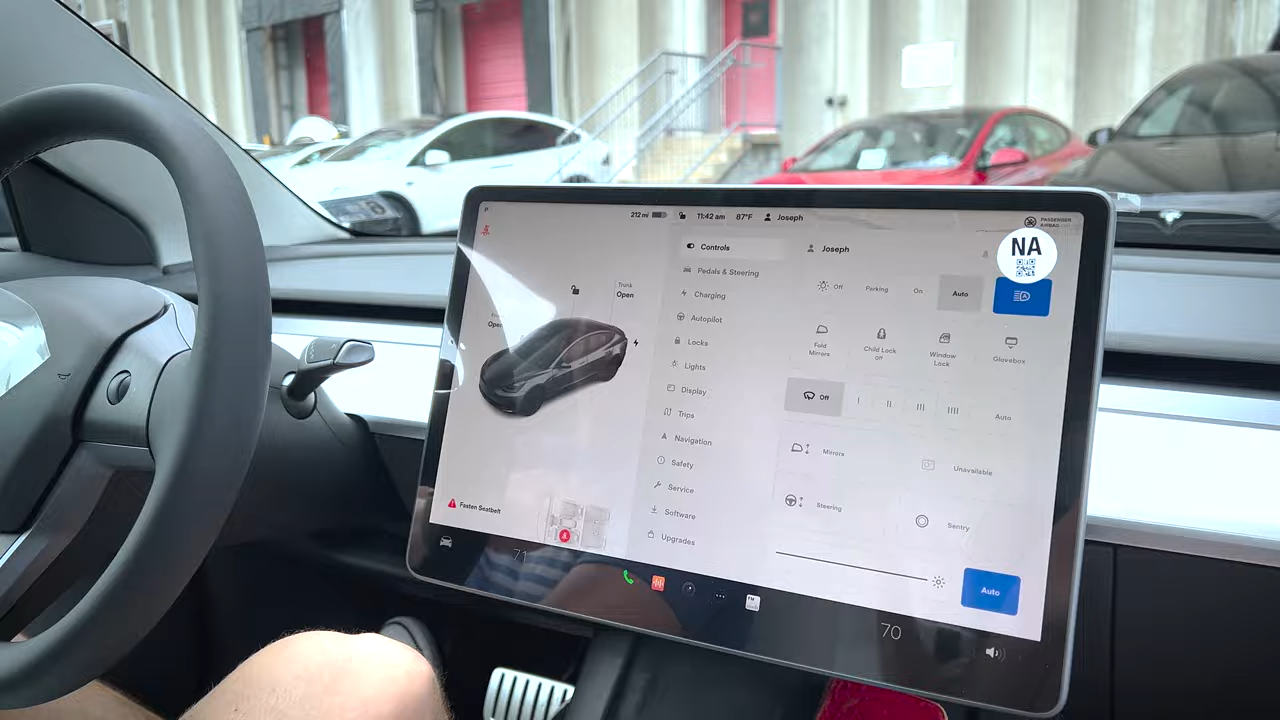 P
212 mi
11:42 am
87°F
Joseph
PASSENGER
AIRBAG
NA
Trunk
Open
Open
Controls
Pedals & Steering
Charging
Autopilot
Locks
Lights
Display
Trips
Navigation
Safety
Service
Software
Upgrades
Joseph
Off
Parking
On
Auto
A
Fold
Mirrors
Child Lock
Off
Window
Lock
Glovebox
Off
I
II
III
IIII
Auto
Mirrors
Unavailable
Steering
Sentry
Auto
Fasten Seatbelt
71
70